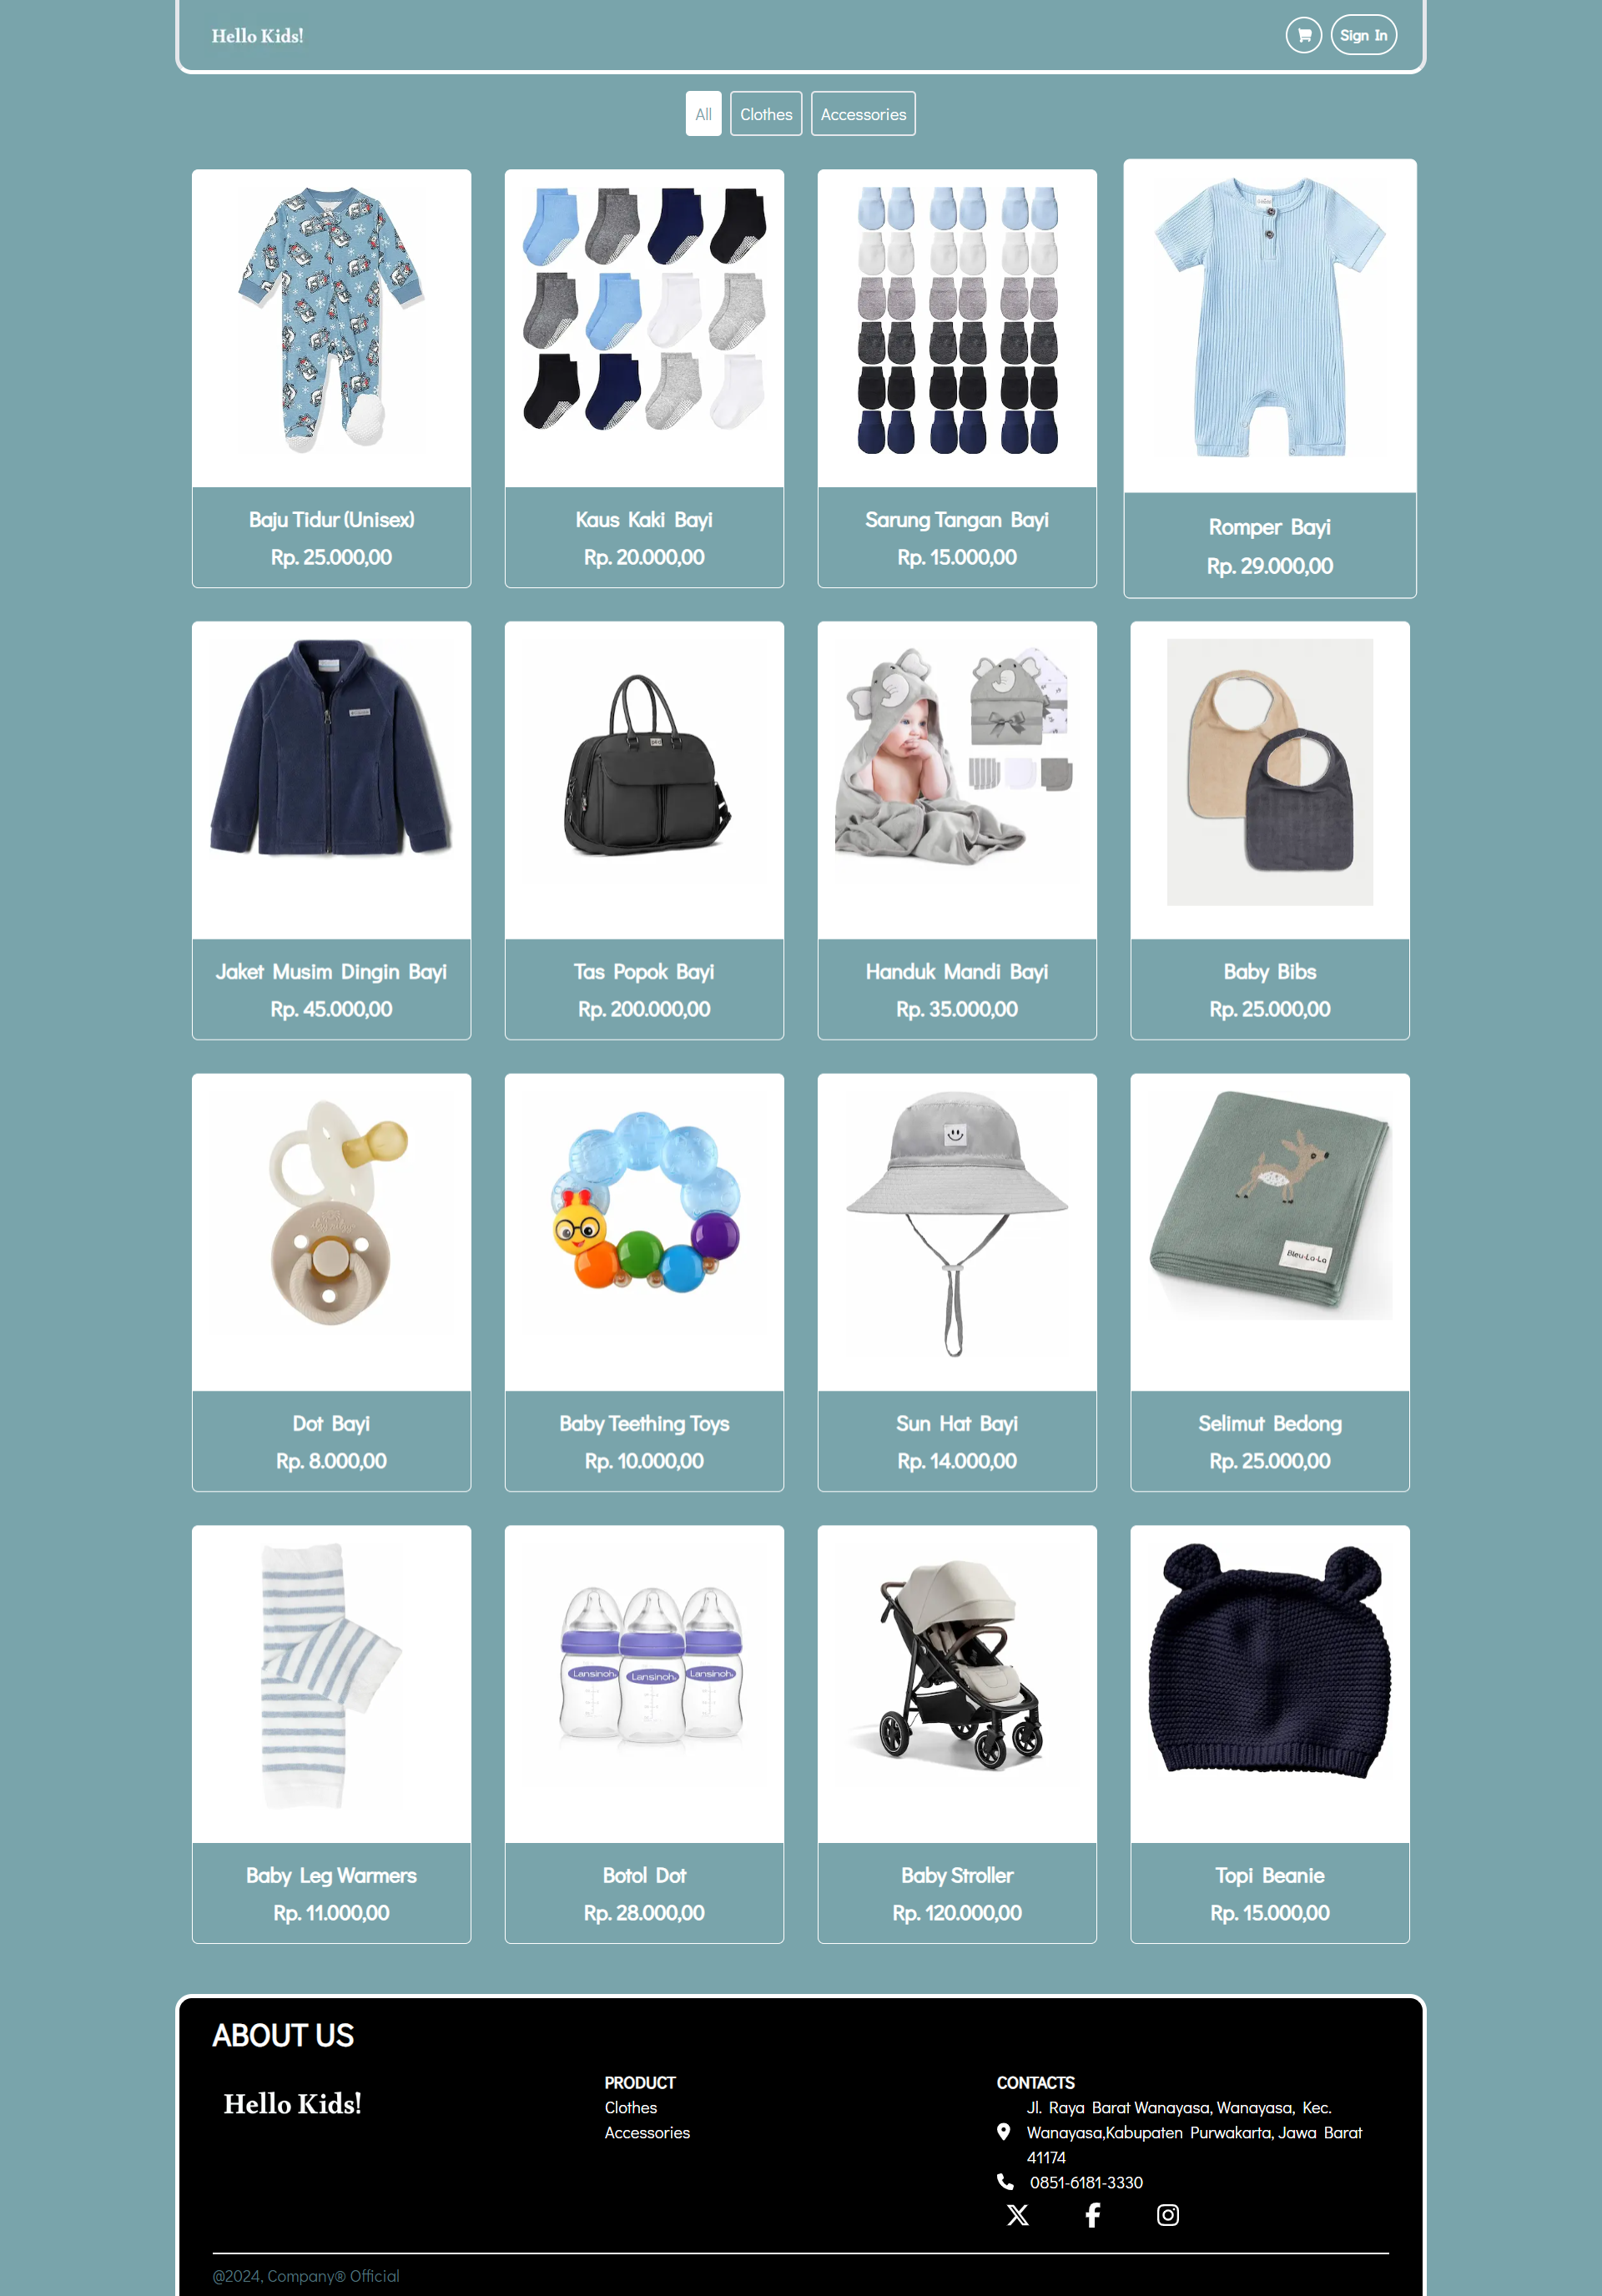 Hello Kids!
Sign In
All
Clothes
Accessories
Baju Tidur (Unisex)
Rp. 25.000,00
Kaus Kaki Bayi
Rp. 20.000,00
Sarung Tangan Bayi
Rp. 15.000,00
Romper Bayi
Rp. 29.000,00
Jaket Musim Dingin Bayi
Rp. 45.000,00
Tas Popok Bayi
Rp. 200.000,00
Handuk Mandi Bayi
Rp. 35.000,00
Baby Bibs
Rp. 25.000,00
Bleu-La-La
Dot Bayi
Rp. 8.000,00
Baby Teething Toys
Rp. 10.000,00
Sun Hat Bayi
Rp. 14.000,00
Selimut Bedong
Rp. 25.000,00
Lansinoh
Lansinoh
Lansinoh
Baby Leg Warmers
Rp. 11.000,00
Botol Dot
Rp. 28.000,00
Baby Stroller
Rp. 120.000,00
Topi Beanie
Rp. 15.000,00
ABOUT US
Hello Kids!
PRODUCT
Clothes
Accessories
CONTACTS
Jl. Raya Barat Wanayasa, Wanayasa, Kec.
Wanayasa,Kabupaten Purwakarta, Jawa Barat
41174
0851-6181-3330
@2024, Company® Official